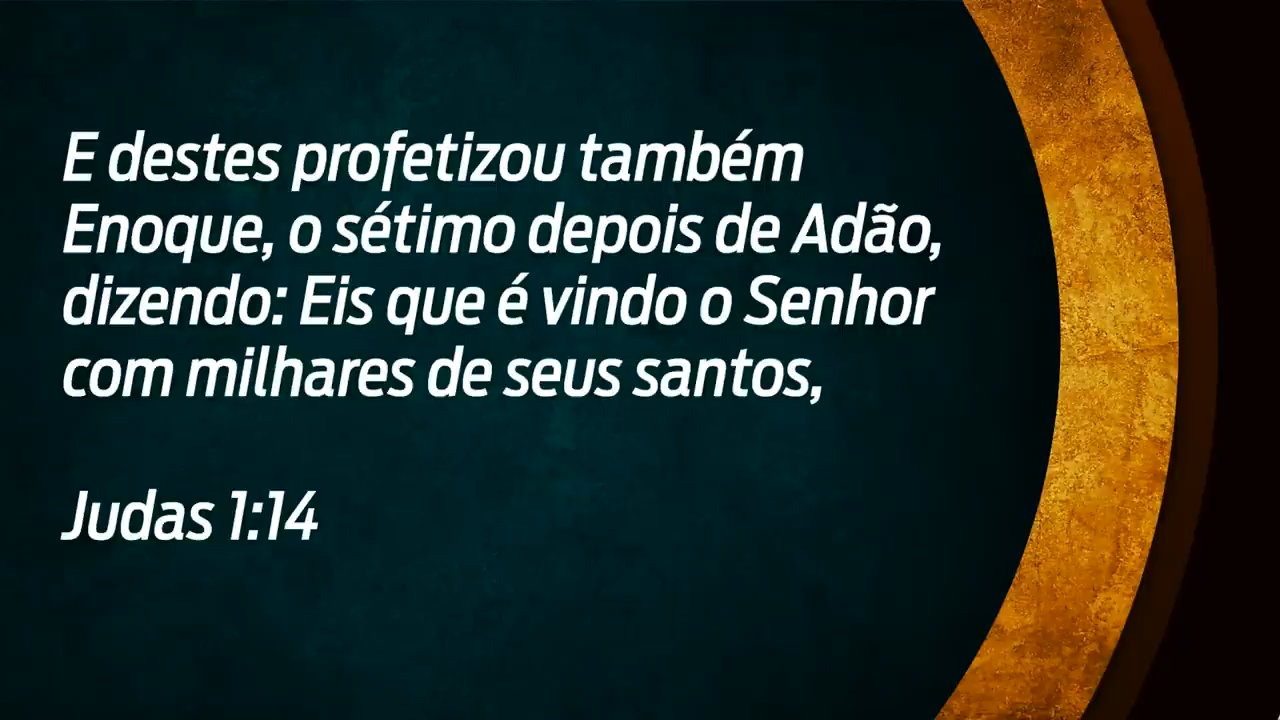 E destes profetizou também
Enoque, o sétimo depois de Adão,
dizendo: Eis que é vindo o Senhor
com milhares de seus santos,
Judas 1:14